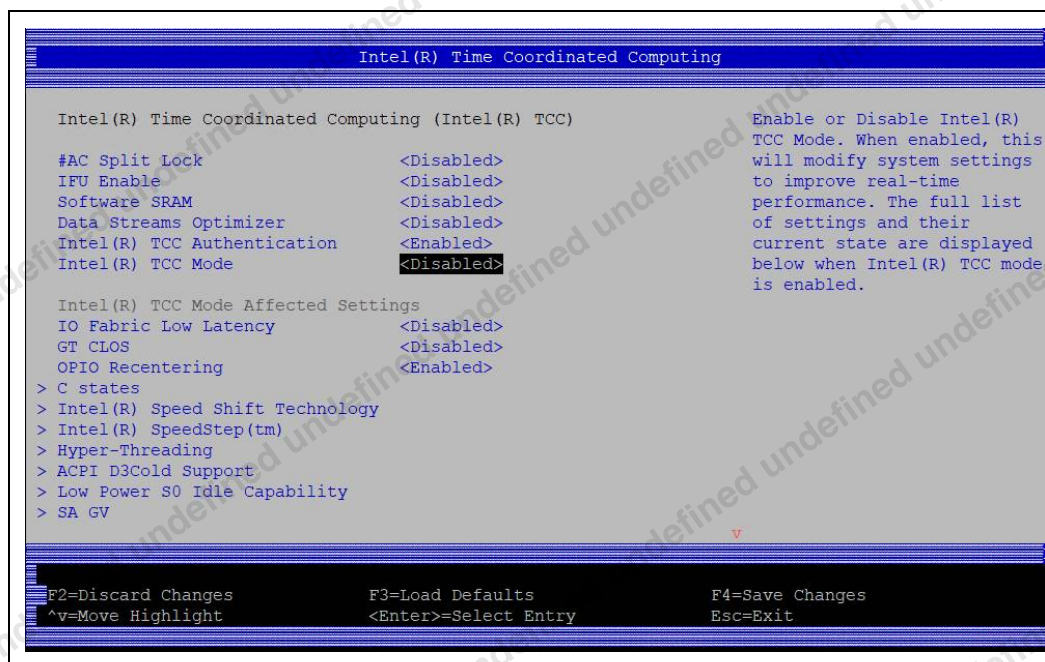 Intel(R) Time Coordinated Computing
Intel(R) Time Coordinated Computing (Intel(R) TCC)
#AC Split Lock <Disabled>
IFU Enable <Disabled>
Software SRAM <Disabled>
Data Streams Optimizer <Disabled>
Intel(R) TCC Authentication <Enabled>
Intel(R) TCC Mode <Disabled>
Intel(R) TCC Mode Affected Settings
IO Fabric Low Latency <Disabled>
GT CLOS <Disabled>
OPIO Recentering <Enabled>
> C states
> Intel(R) Speed Shift Technology
> Intel(R) SpeedStep(tm)
> Hyper-Threading
> ACPI D3Cold Support
> Low Power S0 Idle Capability
> SA GV
Enable or Disable Intel(R)
TCC Mode. When enabled, this
will modify system settings
to improve real-time
performance. The full list
of settings and their
current state are displayed
below when Intel(R) TCC mode
is enabled.
v
F2=Discard Changes F3=Load Defaults F4=Save Changes
^v=Move Highlight <Enter>=Select Entry Esc=Exit
undefined undefined undefined undefined